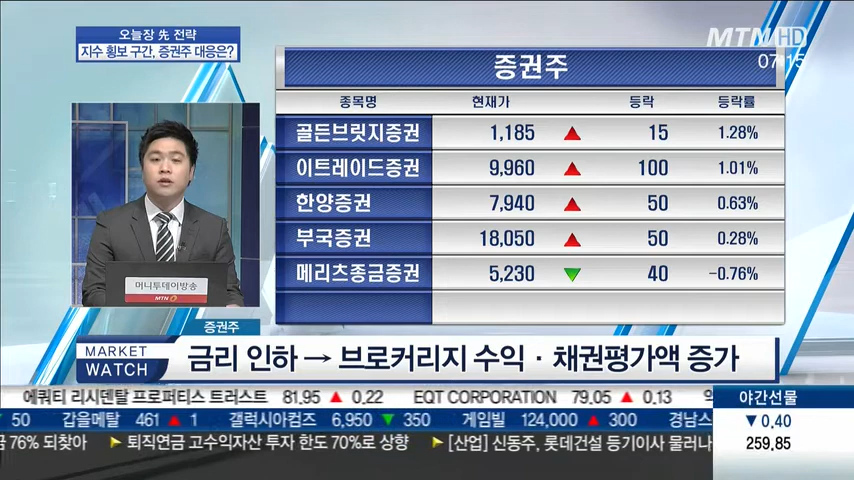 오늘장 先 전략
지수 횡보 구간, 증권주 대응은?
MTN HD
07:15
증권주
종목명 현재가 등락 등락률
골든브릿지증권 1,185 ▲ 15 1.28%
이트레이드증권 9,960 ▲ 100 1.01%
한양증권 7,940 ▲ 50 0.63%
부국증권 18,050 ▲ 50 0.28%
메리츠종금증권 5,230 ▼ 40 -0.76%
머니투데이방송
MTN
증권주
MARKET WATCH
금리 인하 → 브로커리지 수익 · 채권평가액 증가
에쿼티 리시덴탈 프로퍼티스 트러스트 81,95 ▲ 0,22 EQT CORPORATION 79,05 ▲ 0,13
야간선물
▼ 50 갑을메탈 461 ▲ 1 갤럭시아컴즈 6,950 ▼ 350 게임빌 124,000 ▲ 300 경남스
▼ 0,40
금 76% 되찾아 ▶ 퇴직연금 고수익자산 투자 한도 70%로 상향 ▶ [산업] 신동주, 롯데건설 등기이사 물러나
259,85